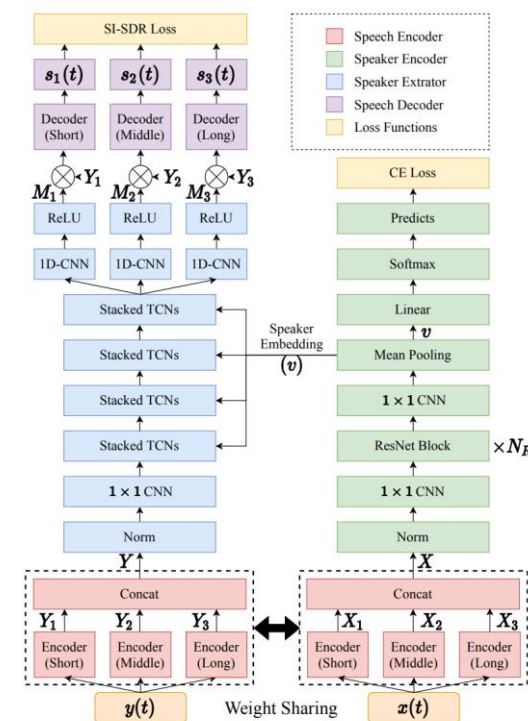 SI-SDR Loss
s₁(t) s₂(t) s₃(t)
Decoder (Short) Decoder (Middle) Decoder (Long)
Y₁ Y₂ Y₃
M₁ M₂ M₃
ReLU ReLU ReLU
1D-CNN 1D-CNN 1D-CNN
Stacked TCNs
Stacked TCNs
Stacked TCNs
Stacked TCNs
1 × 1 CNN
Norm
Y
Concat
Y₁ Y₂ Y₃
Encoder (Short) Encoder (Middle) Encoder (Long)
y(t)
Speech Encoder
Speaker Encoder
Speaker Extrator
Speech Decoder
Loss Functions
CE Loss
Predicts
Softmax
Linear
v
Mean Pooling
Speaker
Embedding
(v)
1 × 1 CNN
ResNet Block ×N_R
1 × 1 CNN
Norm
X
Concat
X₁ X₂ X₃
Encoder (Short) Encoder (Middle) Encoder (Long)
x(t)
Weight Sharing